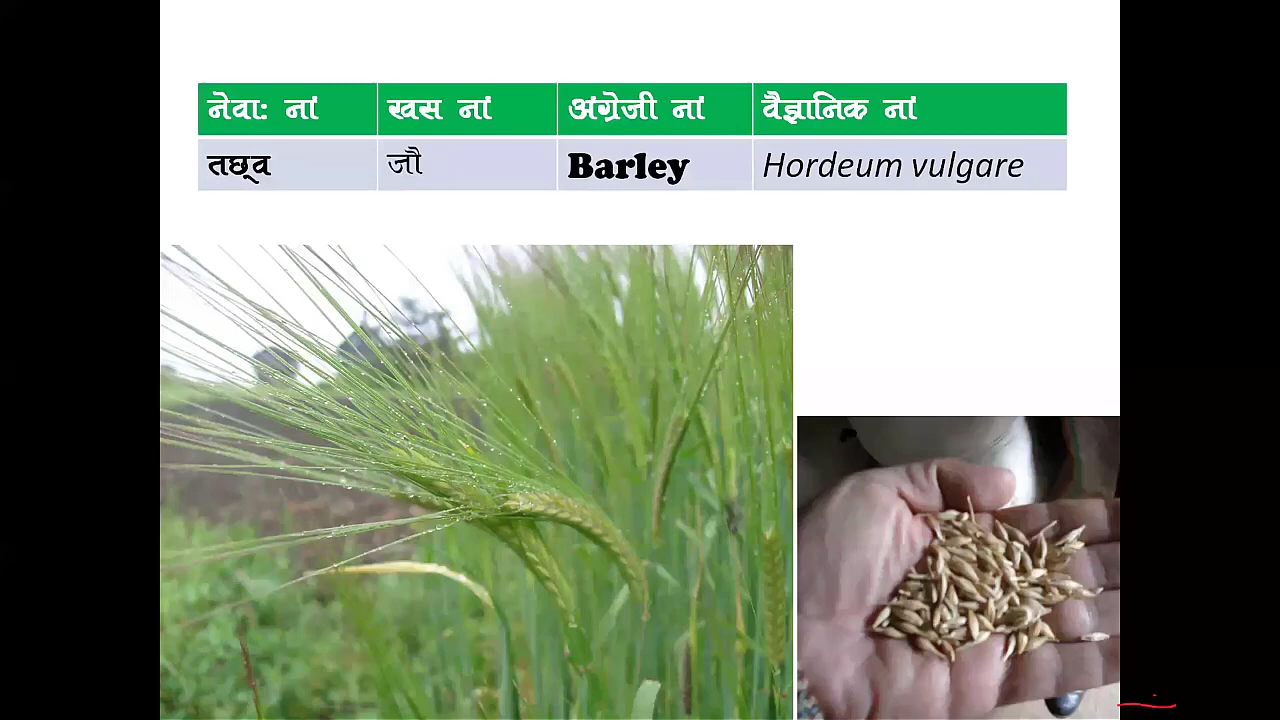 नेवाः नां खस नां अंग्रेजी नां वैज्ञानिक नां
तछ्व जौ Barley Hordeum vulgare